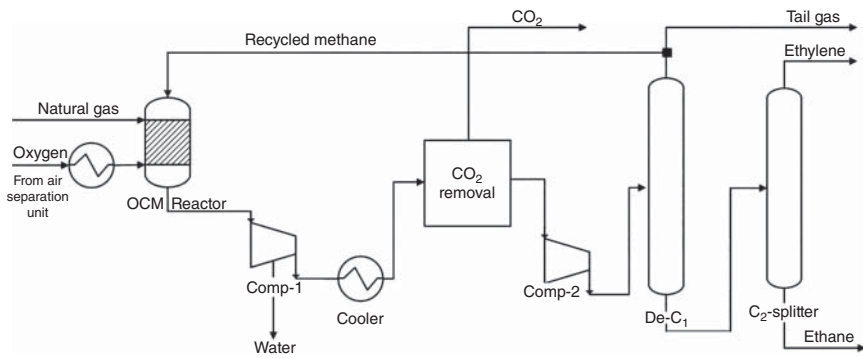 CO₂
Tail gas
Recycled methane
Ethylene
Natural gas
Oxygen
From air
separation
unit
OCM Reactor
CO₂
removal
Comp-1
Cooler
Water
Comp-2
De-C₁
C₂-splitter
Ethane